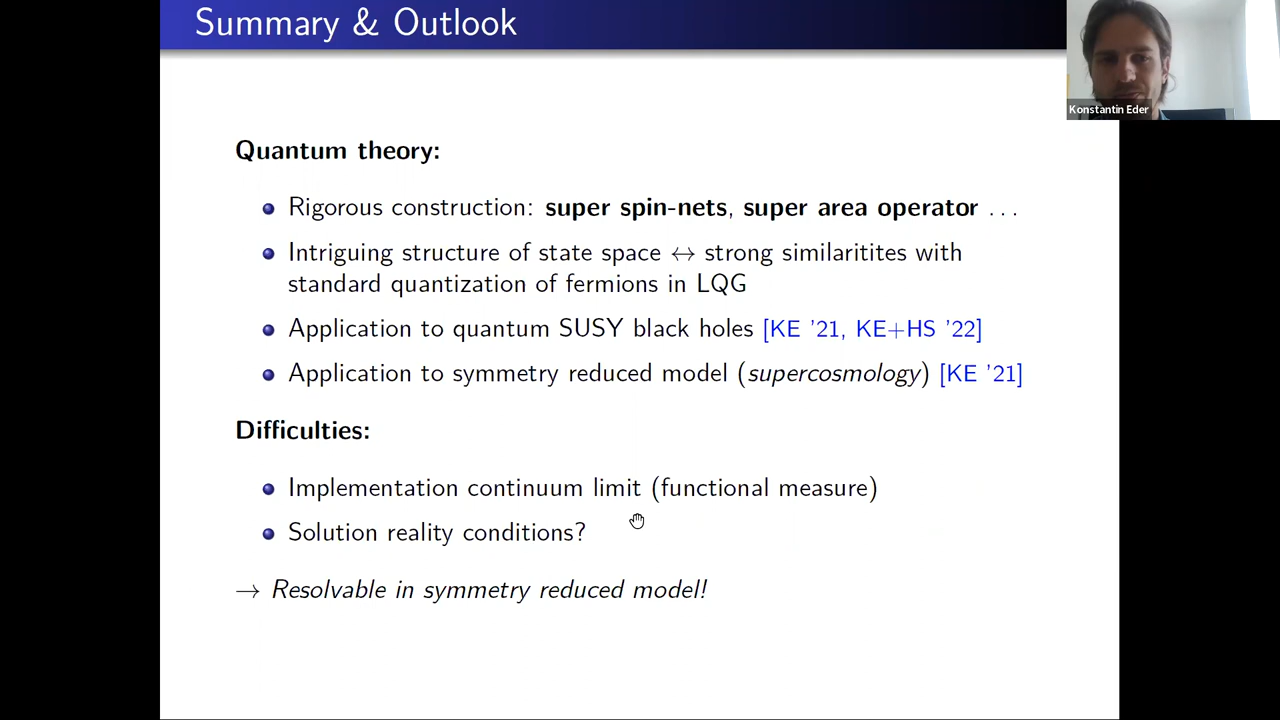 Summary & Outlook
Konstantin Eder
Quantum theory:
Rigorous construction: super spin-nets, super area operator . . .
Intriguing structure of state space ↔ strong similaritites with
standard quantization of fermions in LQG
Application to quantum SUSY black holes [KE '21, KE+HS '22]
Application to symmetry reduced model (supercosmology) [KE '21]
Difficulties:
Implementation continuum limit (functional measure)
Solution reality conditions?
→ Resolvable in symmetry reduced model!